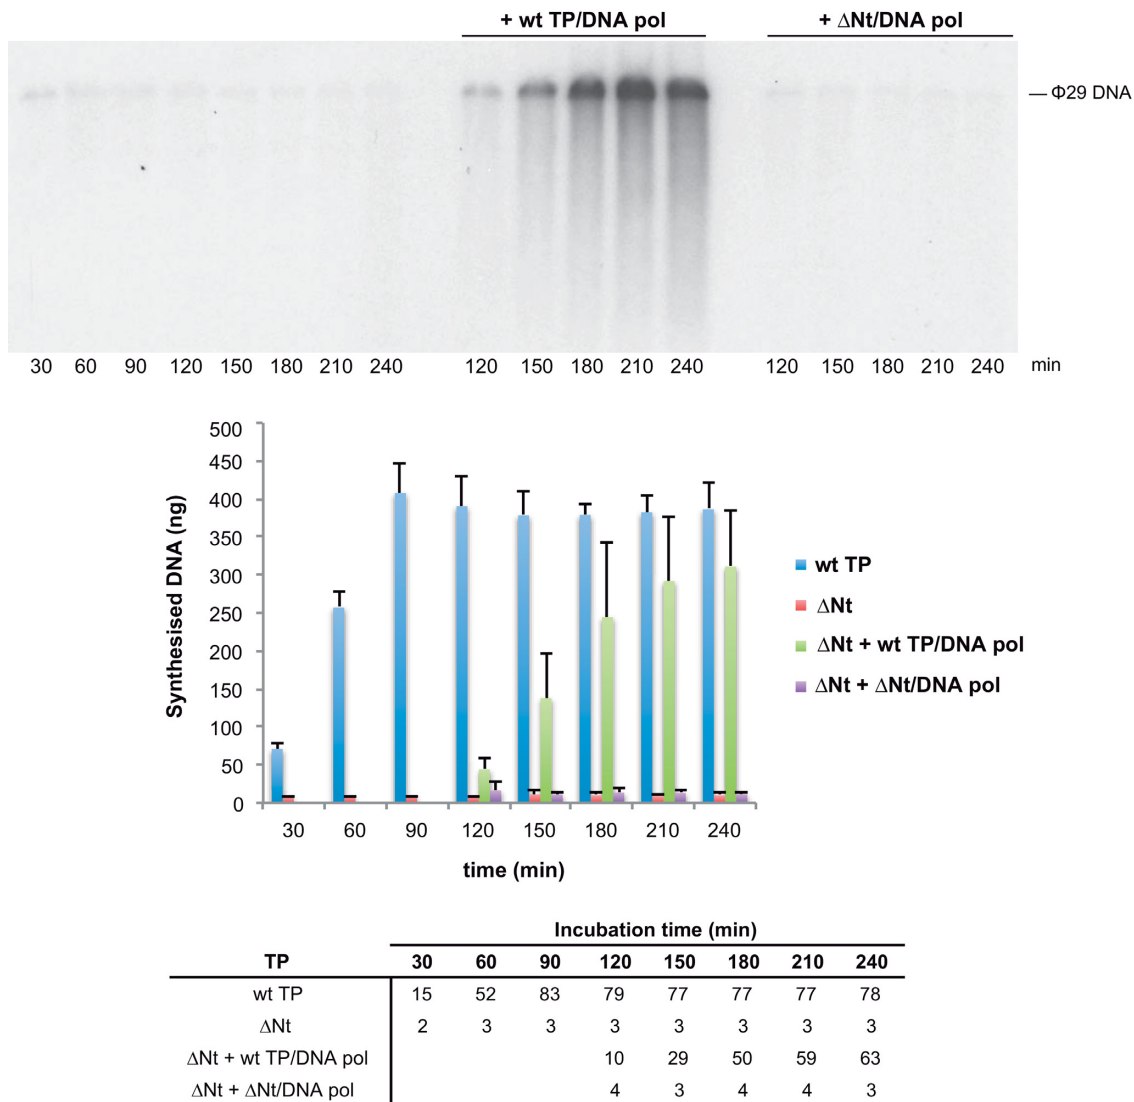 + wt TP/DNA pol + ΔNt/DNA pol
— Φ29 DNA
30 60 90 120 150 180 210 240 120 150 180 210 240 120 150 180 210 240 min
500
450
400
350
300
250
200
150
100
50
0
Synthesised DNA (ng)
30 60 90 120 150 180 210 240
time (min)
wt TP
ΔNt
ΔNt + wt TP/DNA pol
ΔNt + ΔNt/DNA pol
Incubation time (min)
TP 30 60 90 120 150 180 210 240
wt TP 15 52 83 79 77 77 77 78
ΔNt 2 3 3 3 3 3 3 3
ΔNt + wt TP/DNA pol 10 29 50 59 63
ΔNt + ΔNt/DNA pol 4 3 4 4 3